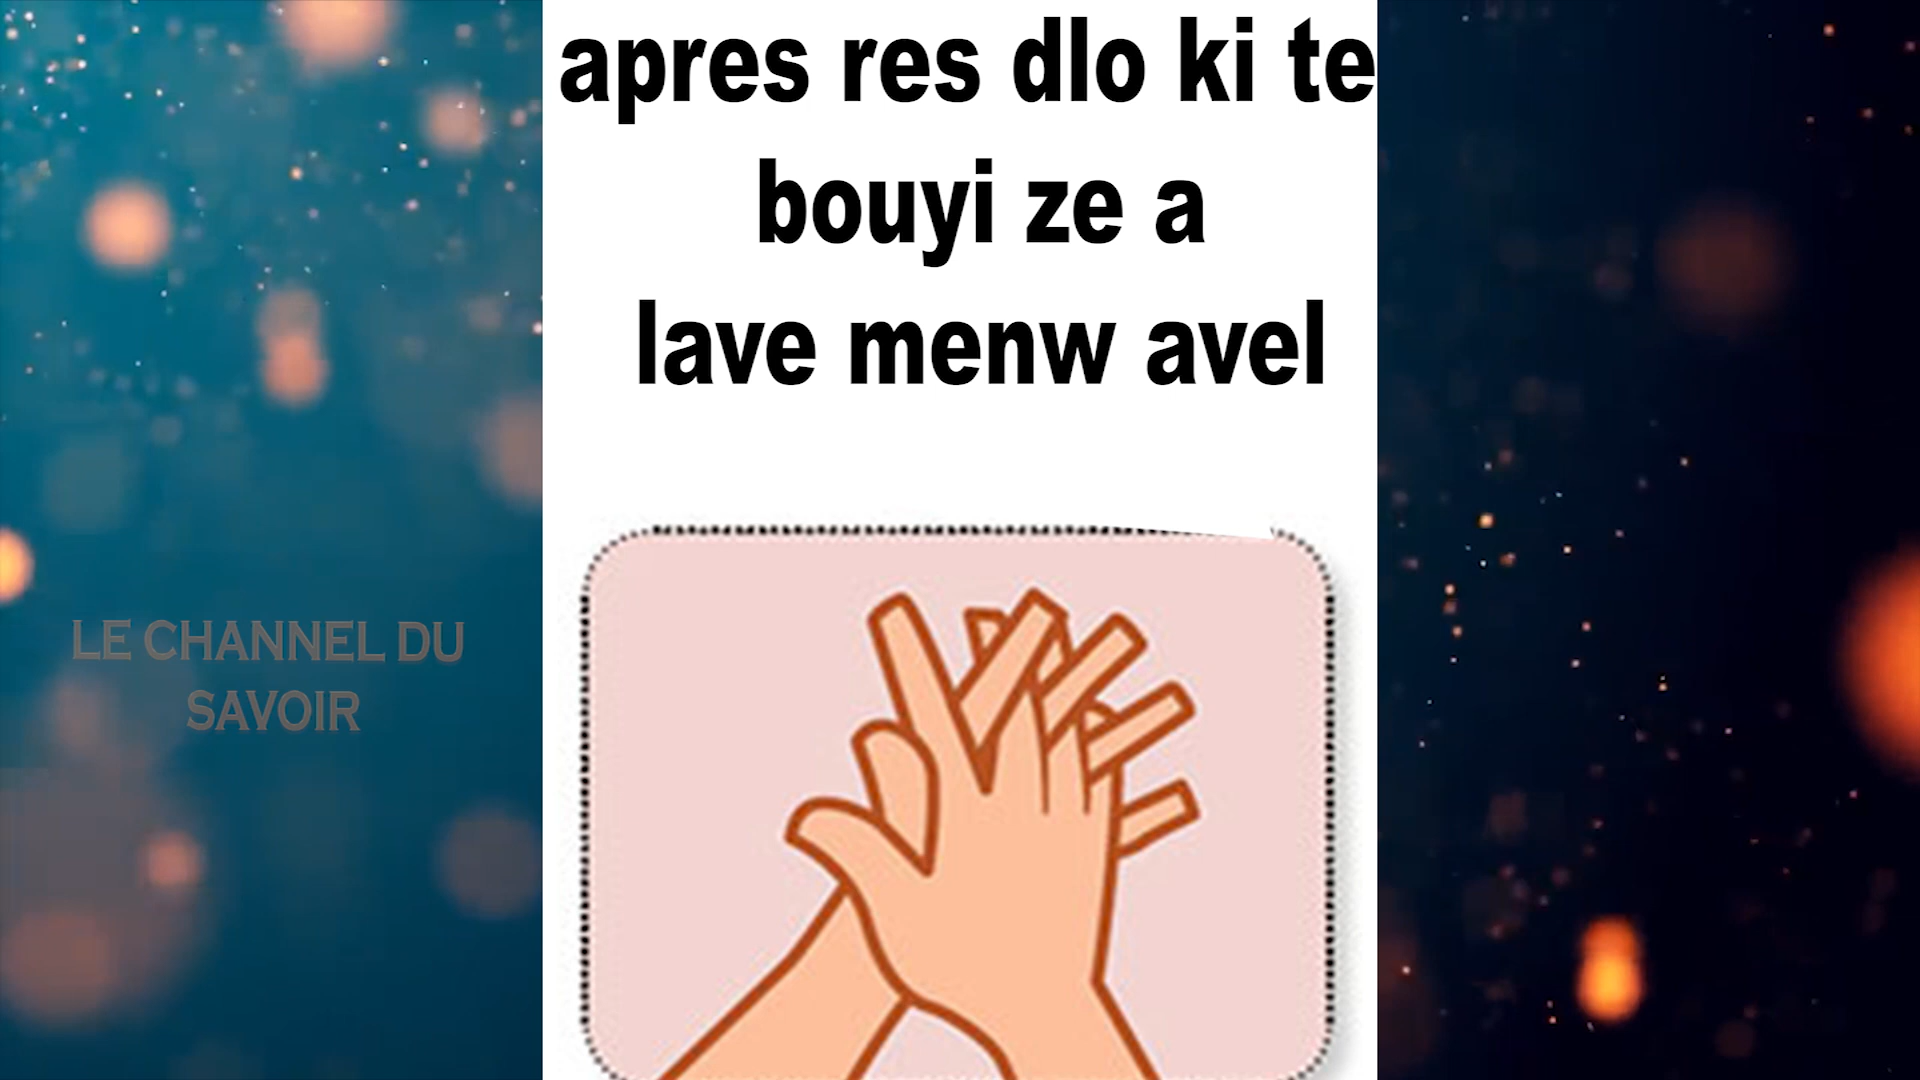 apres res dlo ki te
bouyi ze a
lave menw avel
LE CHANNEL DU
SAVOIR